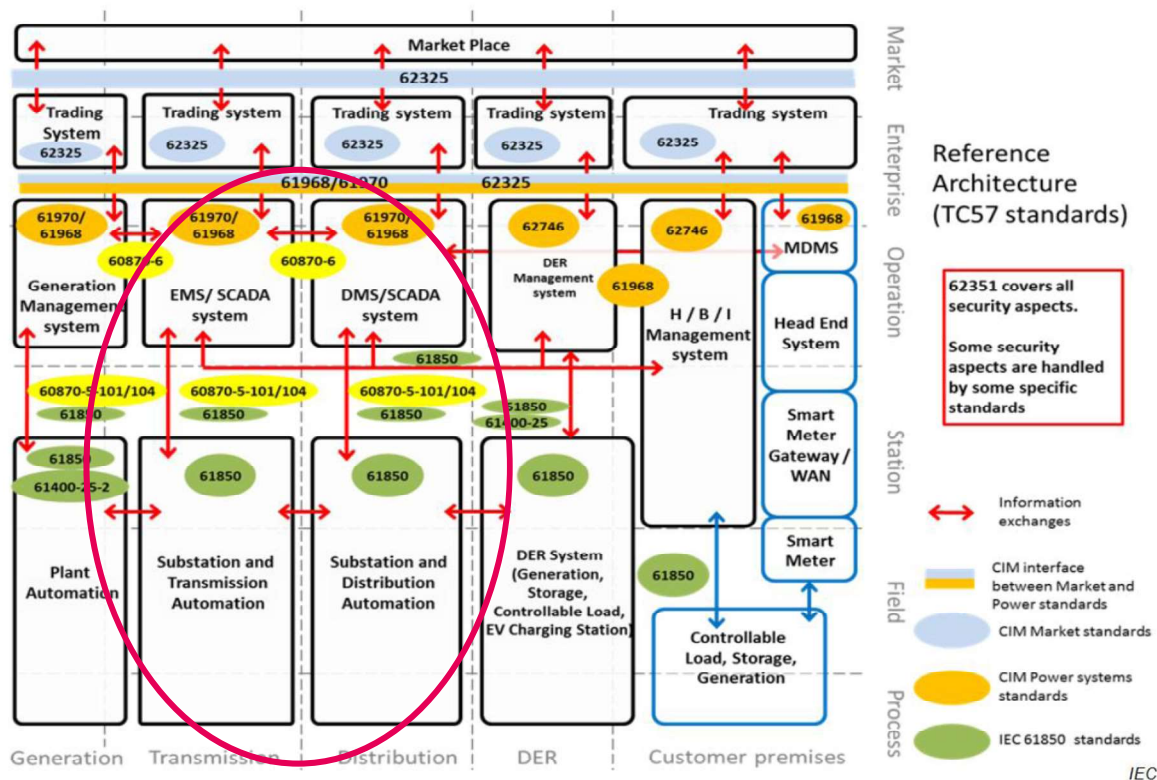 Market Place
62325
Trading
System
62325
Trading system
62325
Trading system
62325
Trading system
62325
Trading system
62325
61968/61970
62325
61970/
61968
61970/
61968
61970/
61968
62746
62746
61968
MDMS
60870-6
60870-6
61968
Generation
Management
system
EMS/ SCADA
system
DMS/SCADA
system
DER
Management
system
H / B / I
Management
system
Head End
System
61850
60870-5-101/104
61850
60870-5-101/104
61850
60870-5-101/104
61850
61850
61400-25
Smart
Meter
Gateway /
WAN
61850
61400-25-2
61850
61850
61850
Plant
Automation
Substation and
Transmission
Automation
Substation and
Distribution
Automation
DER System
(Generation,
Storage,
Controllable Load,
EV Charging Station)
61850
Smart
Meter
Controllable
Load, Storage,
Generation
Generation
Transmission
Distribution
DER
Customer premises
Market
Enterprise
Operation
Station
Field
Process
Reference
Architecture
(TC57 standards)
62351 covers all
security aspects.
Some security
aspects are handled
by some specific
standards
Information
exchanges
CIM interface
between Market and
Power standards
CIM Market standards
CIM Power systems
standards
IEC 61850 standards
IEC